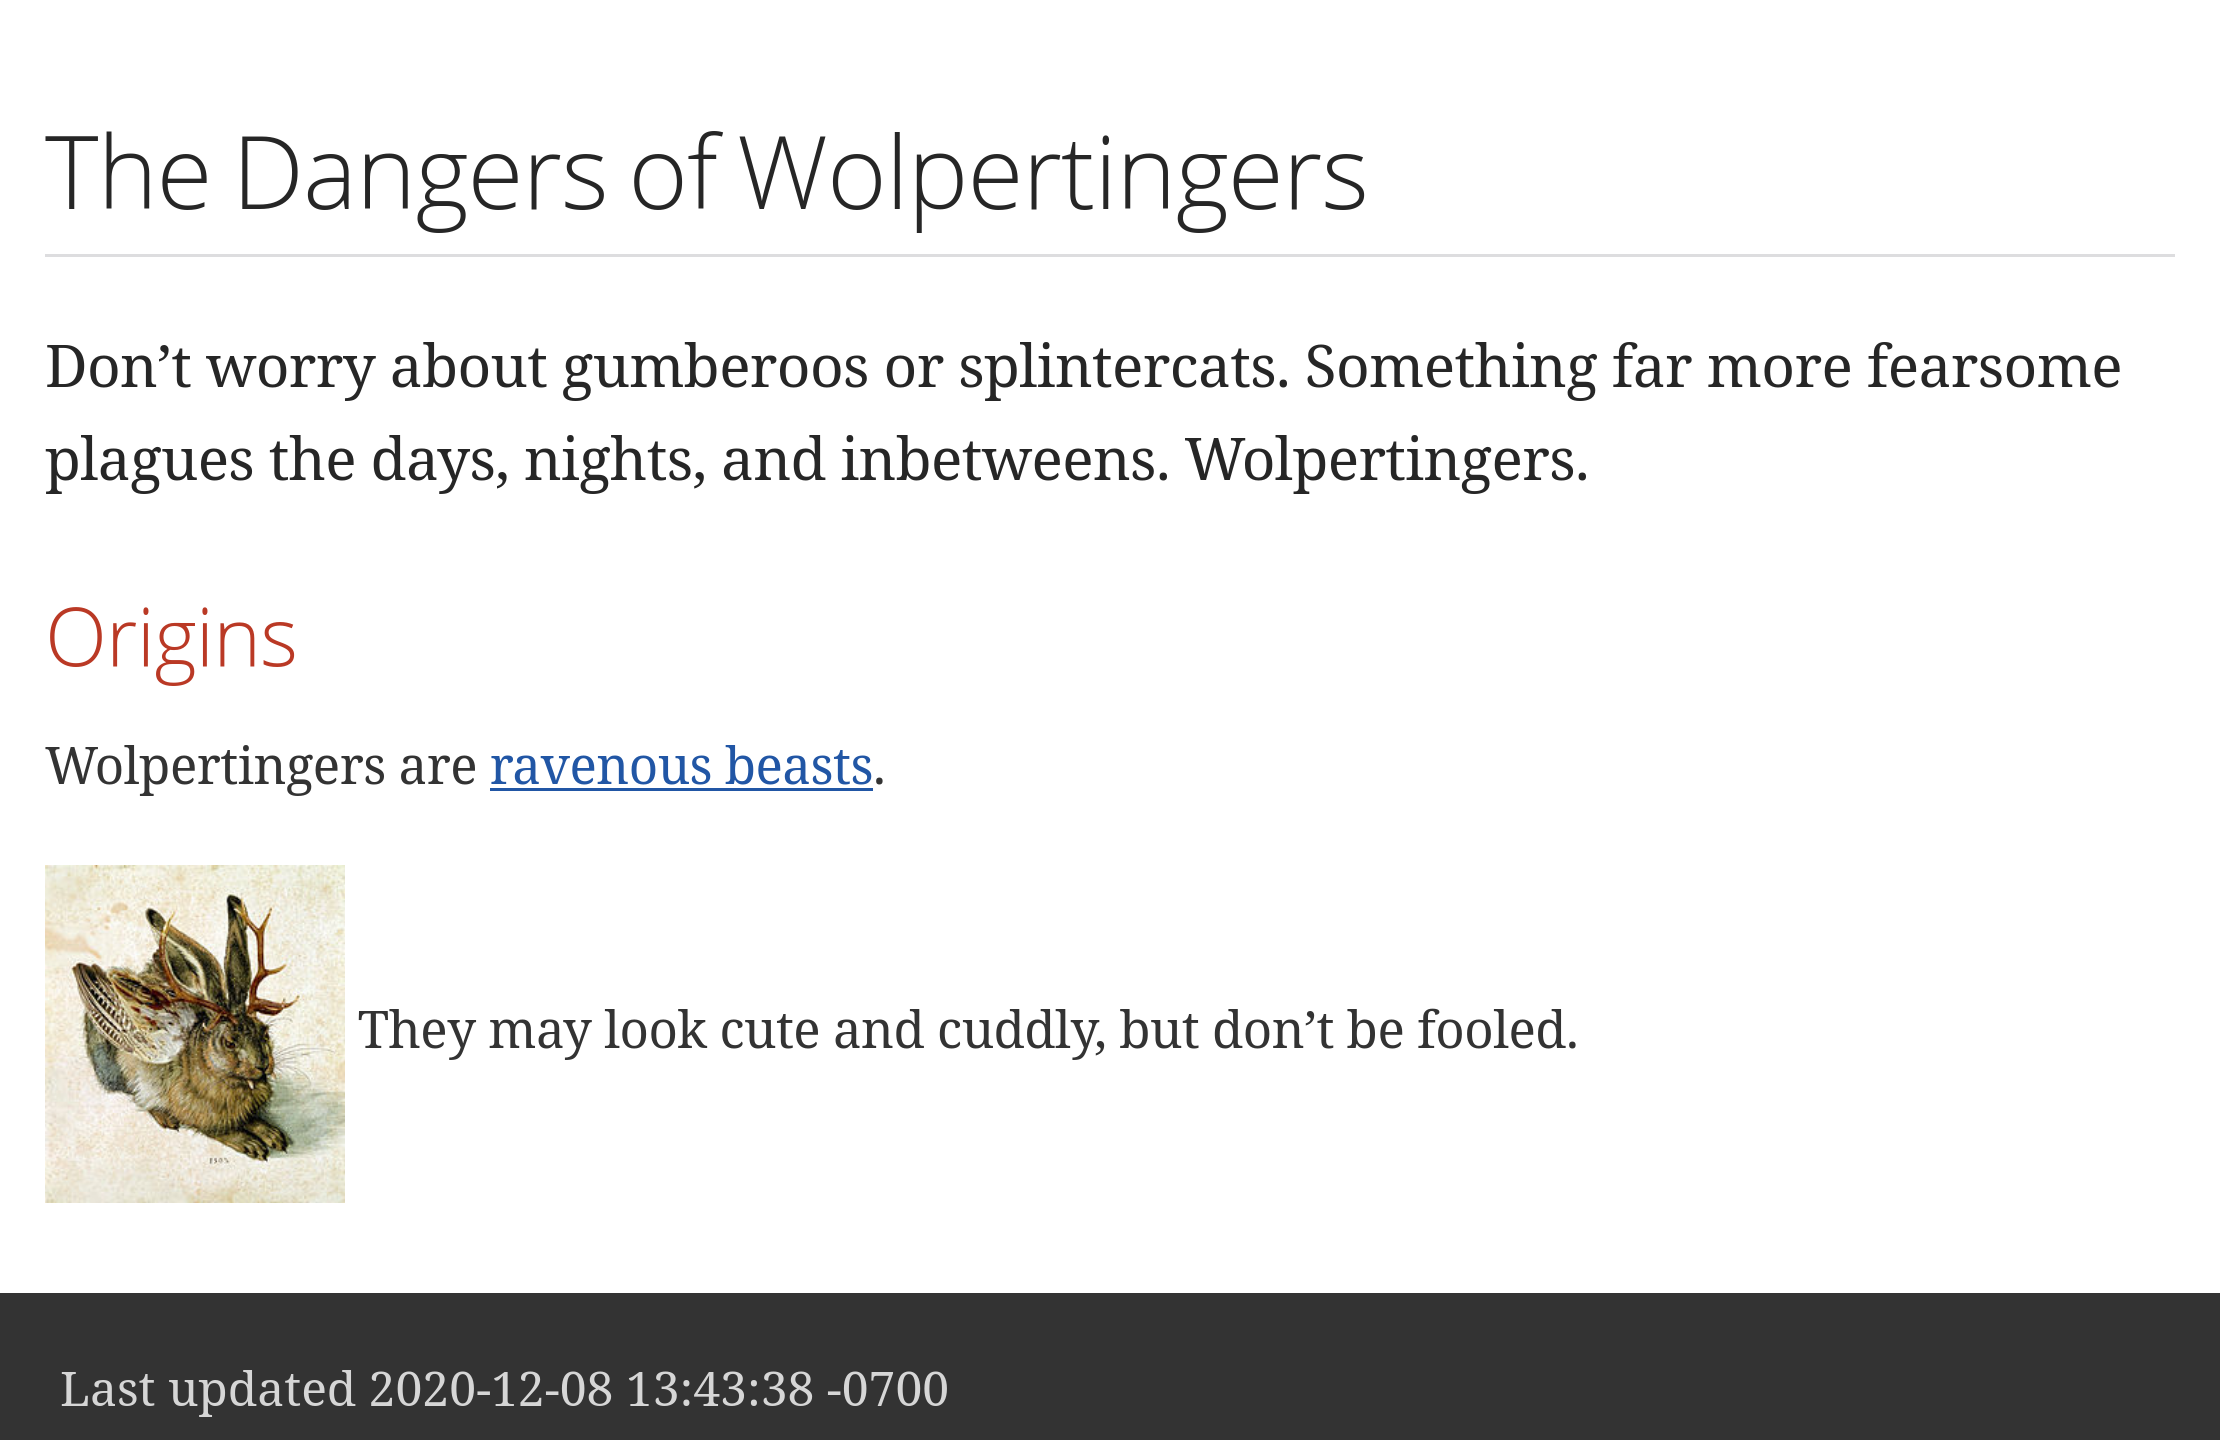 The Dangers of Wolpertingers
Don’t worry about gumberoos or splintercats. Something far more fearsome
plagues the days, nights, and inbetweens. Wolpertingers.
Origins
Wolpertingers are ravenous beasts.
They may look cute and cuddly, but don’t be fooled.
Last updated 2020-12-08 13:43:38 -0700